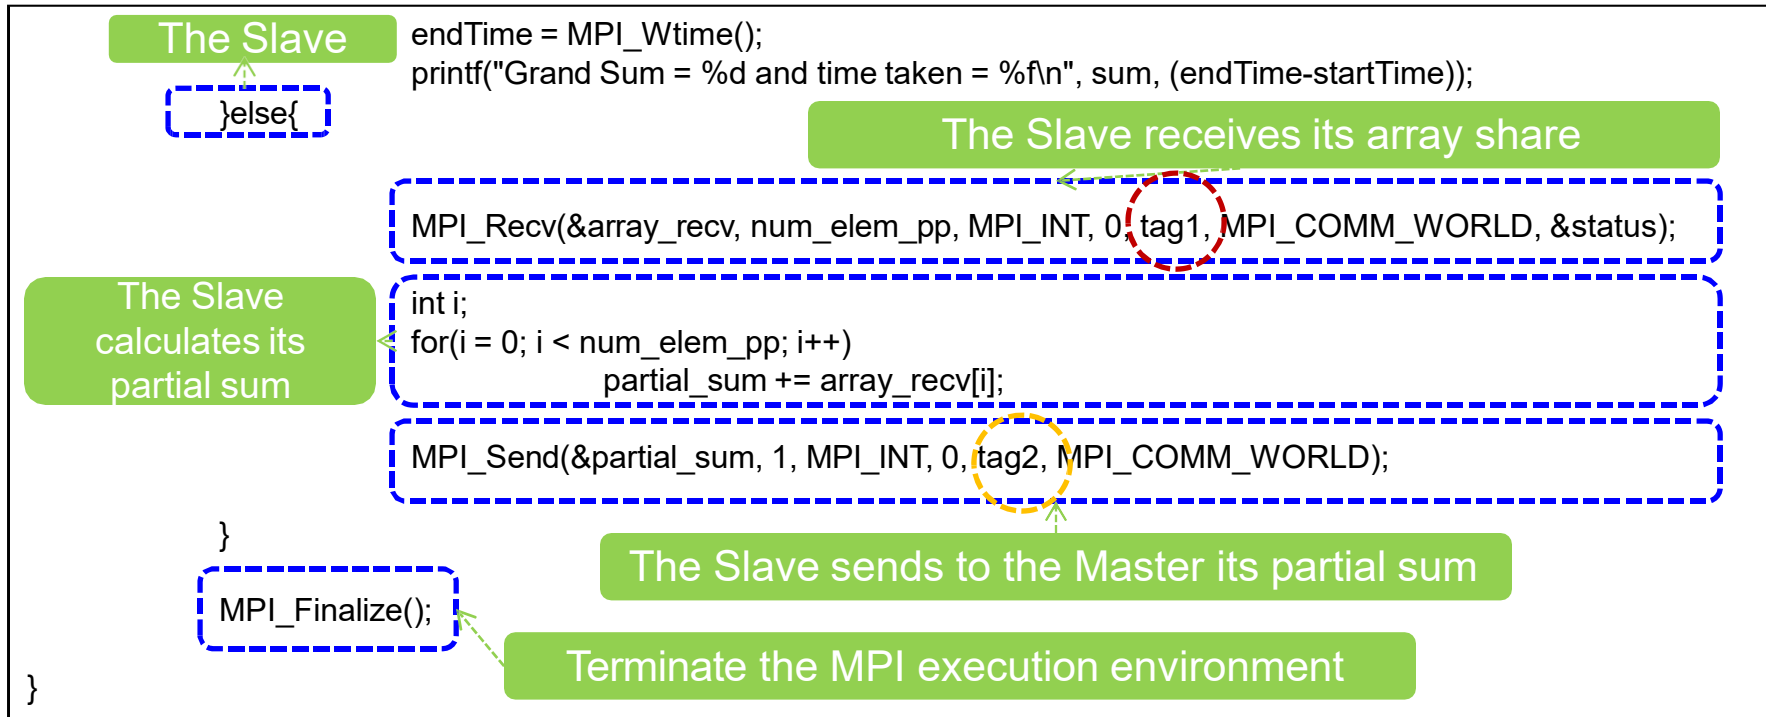 The Slave
endTime = MPI_Wtime();
printf("Grand Sum = %d and time taken = %f\n", sum, (endTime-startTime));
}else{
The Slave receives its array share
MPI_Recv(&array_recv, num_elem_pp, MPI_INT, 0, tag1, MPI_COMM_WORLD, &status);
The Slave
calculates its
partial sum
int i;
for(i = 0; i < num_elem_pp; i++)
partial_sum += array_recv[i];
MPI_Send(&partial_sum, 1, MPI_INT, 0, tag2, MPI_COMM_WORLD);
}
The Slave sends to the Master its partial sum
MPI_Finalize();
Terminate the MPI execution environment
}